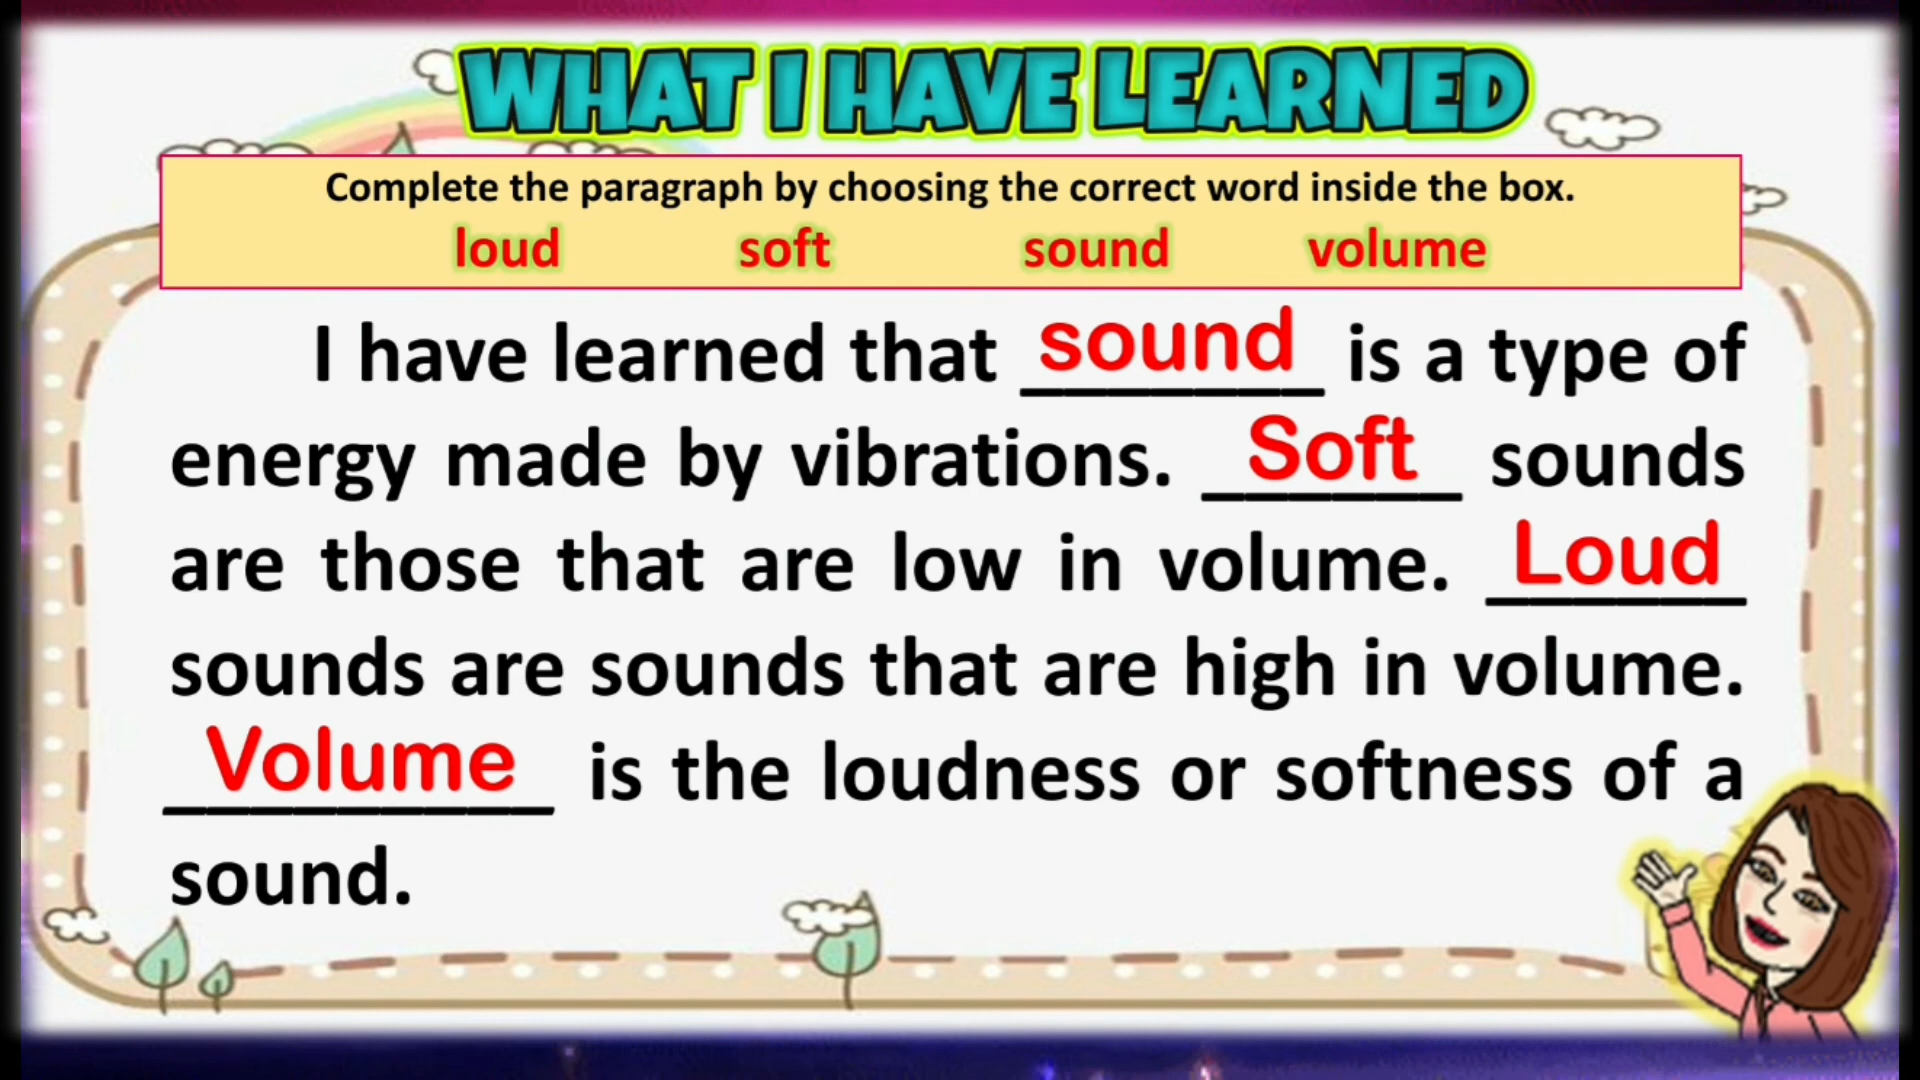 WHAT I HAVE LEARNED
Complete the paragraph by choosing the correct word inside the box.
loud soft sound volume
I have learned that sound is a type of
energy made by vibrations. Soft sounds
are those that are low in volume. Loud
sounds are sounds that are high in volume.
Volume is the loudness or softness of a
sound.